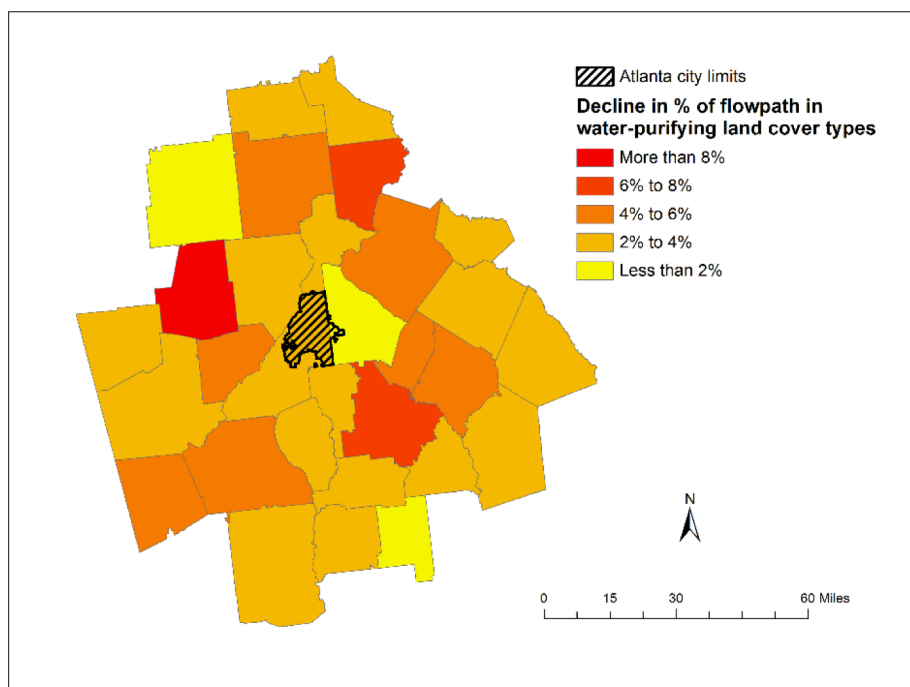 Atlanta city limits
Decline in % of flowpath in
water-purifying land cover types
More than 8%
6% to 8%
4% to 6%
2% to 4%
Less than 2%
N
0 15 30 60 Miles